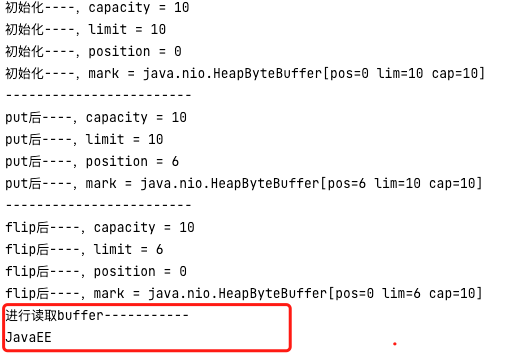 初始化----，capacity = 10
初始化----，limit = 10
初始化----，position = 0
初始化----，mark = java.nio.HeapByteBuffer[pos=0 lim=10 cap=10]
------------------------
put后----，capacity = 10
put后----，limit = 10
put后----，position = 6
put后----，mark = java.nio.HeapByteBuffer[pos=6 lim=10 cap=10]
------------------------
flip后----，capacity = 10
flip后----，limit = 6
flip后----，position = 0
flip后----，mark = java.nio.HeapByteBuffer[pos=0 lim=6 cap=10]
进行读取buffer-----------
JavaEE